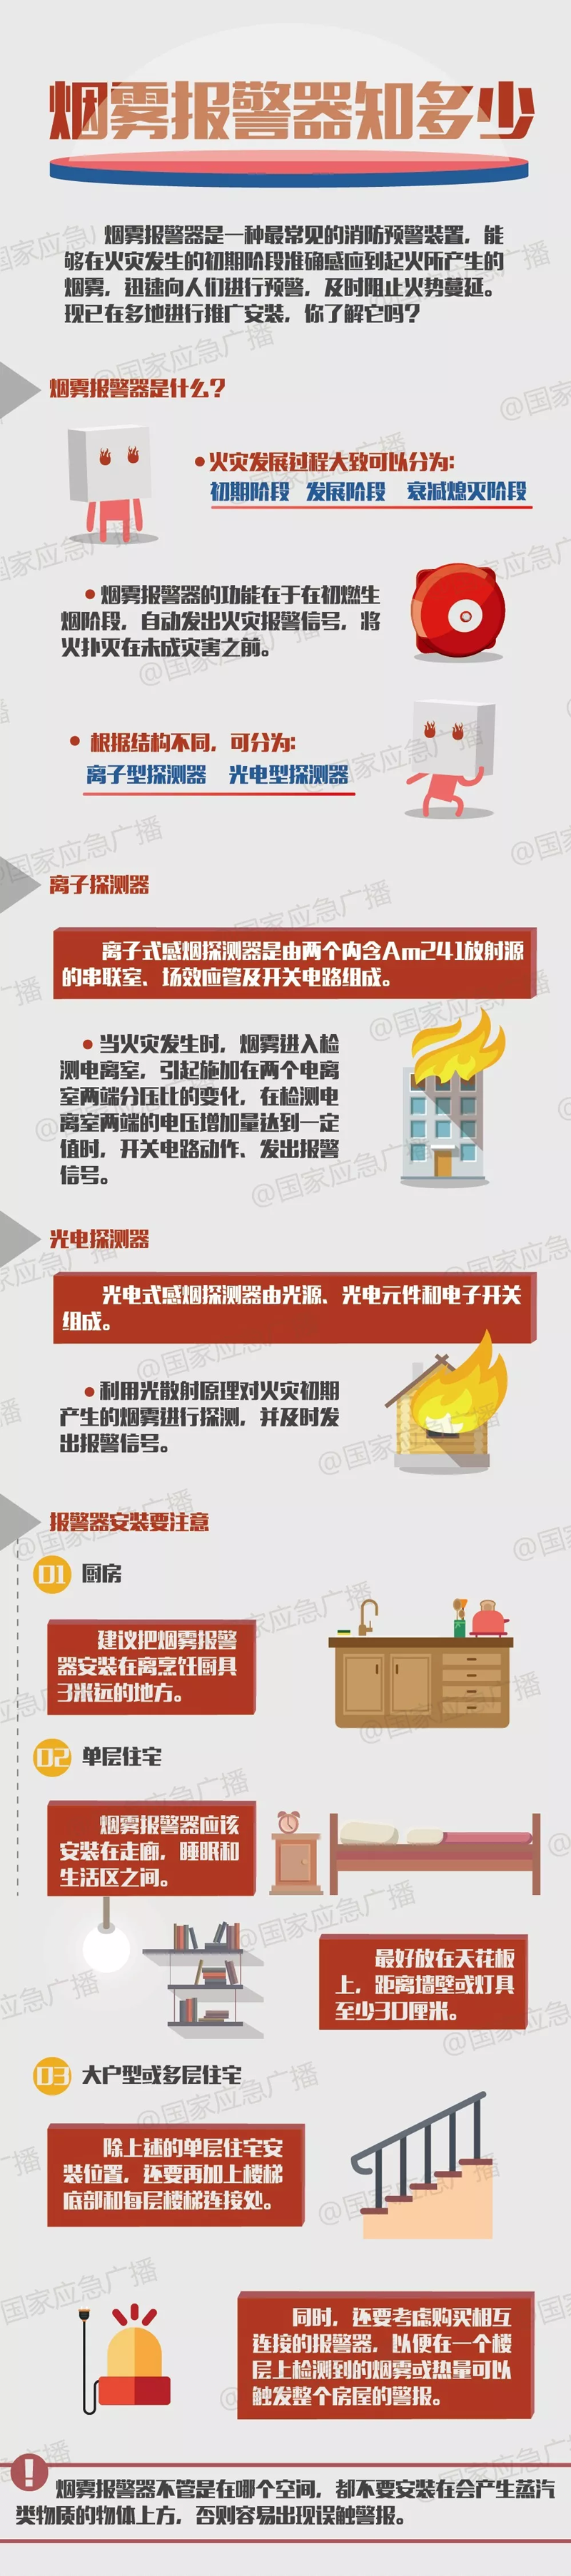 烟雾报警器知多少
烟雾报警器是一种最常见的消防预警装置，能
够在火灾发生的初期阶段准确感应到起火所产生的
烟雾，迅速向人们进行预警，及时阻止火势蔓延。
现已在多地进行推广安装，你了解它吗？
烟雾报警器是什么？
火灾发展过程大致可以分为：
初期阶段 发展阶段 衰减熄灭阶段
烟雾报警器的功能在于在初燃生
烟阶段，自动发出火灾报警信号，将
火扑灭在未成灾害之前。
根据结构不同，可分为：
离子型探测器 光电型探测器
离子探测器
离子式感烟探测器是由两个内含Am241放射源
的串联室、场效应管及开关电路组成。
当火灾发生时，烟雾进入检
测电离室，引起施加在两个电离
室两端分压比的变化，在检测电
离室两端的电压增加量达到一定
值时，开关电路动作、发出报警
信号。
光电探测器
光电式感烟探测器由光源、光电元件和电子开关
组成。
利用光散射原理对火灾初期
产生的烟雾进行探测，并及时发
出报警信号。
报警器安装要注意
01 厨房
建议把烟雾报警
器安装在离烹饪厨具
3米远的地方。
02 单层住宅
烟雾报警器应该
安装在走廊，睡眠和
生活区之间。
最好放在天花板
上，距离墙壁或灯具
至少30厘米。
03 大户型或多层住宅
除上述的单层住宅安
装位置，还要再加上楼梯
底部和每层楼梯连接处。
同时，还要考虑购买相互
连接的报警器，以便在一个楼
层上检测到的烟雾或热量可以
触发整个房屋的警报。
！
烟雾报警器不管是在哪个空间，都不要安装在会产生蒸汽
类物质的物体上方，否则容易出现误触警报。
@国家应急广播